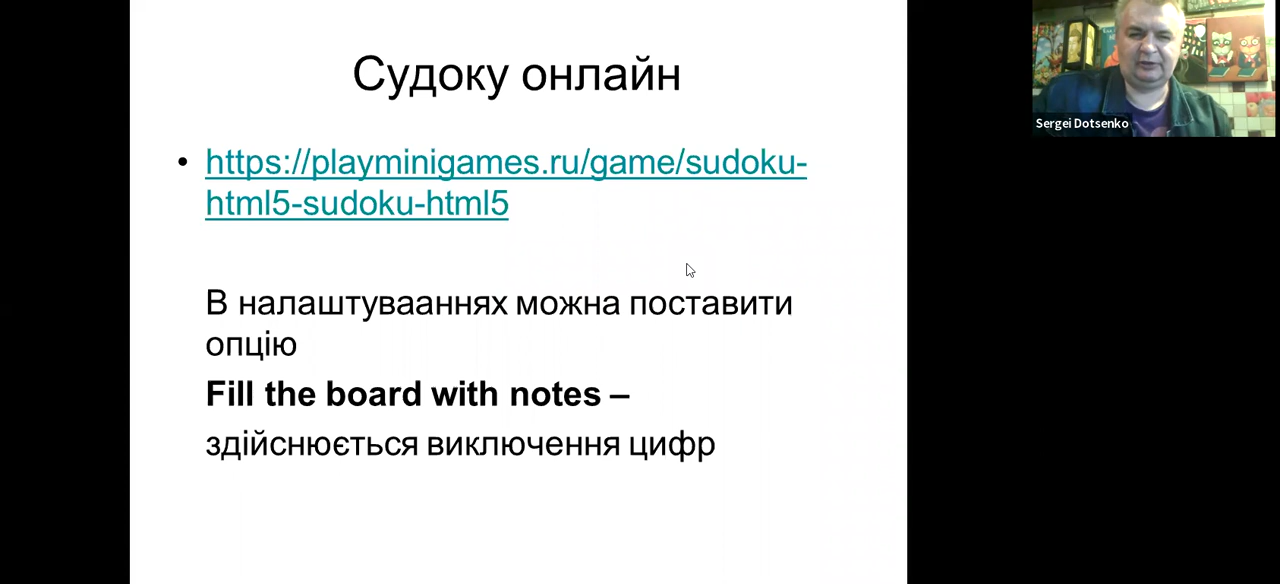 Судоку онлайн
• https://playminigames.ru/game/sudoku-
html5-sudoku-html5
В налаштувааннях можна поставити
опцію
Fill the board with notes –
здійснюється виключення цифр
Sergei Dotsenko